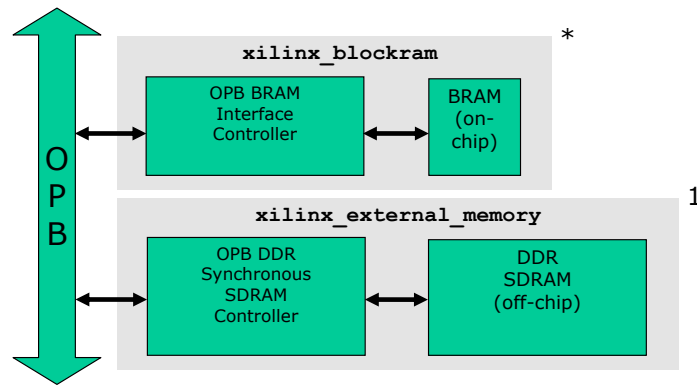 *
xilinx_blockram
OPB BRAM
Interface
Controller
BRAM
(on-
chip)
O
P
B
1
xilinx_external_memory
OPB DDR
Synchronous
SDRAM
Controller
DDR
SDRAM
(off-chip)